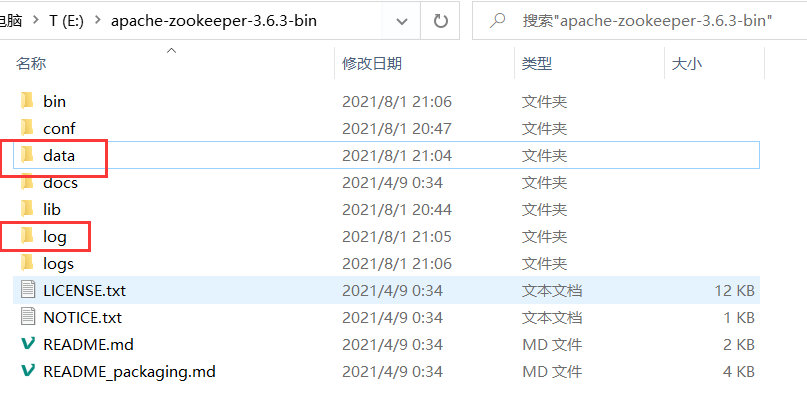 电脑 > T (E:) > apache-zookeeper-3.6.3-bin
搜索"apache-zookeeper-3.6.3-bin"
名称 修改日期 类型 大小
bin 2021/8/1 21:06 文件夹
conf 2021/8/1 20:47 文件夹
data 2021/8/1 21:04 文件夹
docs 2021/4/9 0:34 文件夹
lib 2021/8/1 20:44 文件夹
log 2021/8/1 21:05 文件夹
logs 2021/8/1 21:06 文件夹
LICENSE.txt 2021/4/9 0:34 文本文档 12 KB
NOTICE.txt 2021/4/9 0:34 文本文档 1 KB
README.md 2021/4/9 0:34 MD 文件 2 KB
README_packaging.md 2021/4/9 0:34 MD 文件 4 KB